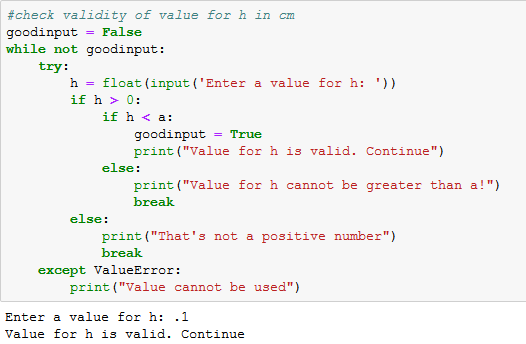 #check validity of value for h in cm
goodinput = False
while not goodinput:
    try:
        h = float(input('Enter a value for h: '))
        if h > 0:
            if h < a:
                goodinput = True
                print("Value for h is valid. Continue")
            else:
                print("Value for h cannot be greater than a!")
                break
        else:
            print("That's not a positive number")
            break
    except ValueError:
        print("Value cannot be used")
Enter a value for h: .1
Value for h is valid. Continue